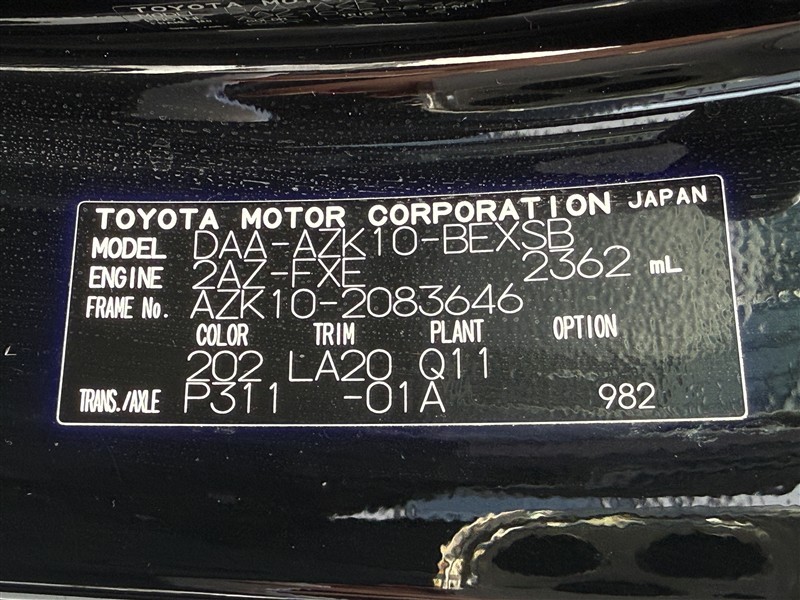 TOYOTA MOTOR CORPORATION JAPAN
MODEL DAA-AZK10-BEXSB
ENGINE 2AZ-FXE 2362 mL
FRAME No. AZK10-2083646
COLOR TRIM PLANT OPTION
202 LA20 Q11
TRANS./AXLE P311 -01A 982